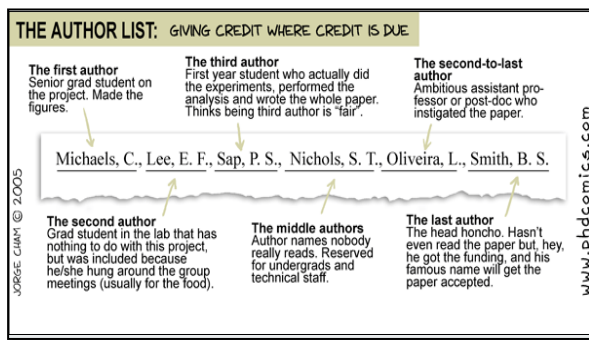 THE AUTHOR LIST: GIVING CREDIT WHERE CREDIT IS DUE
The first author
Senior grad student on
the project. Made the
figures.
The third author
First year student who actually did
the experiments, performed the
analysis and wrote the whole paper.
Thinks being third author is "fair".
The second-to-last
author
Ambitious assistant pro-
fessor or post-doc who
instigated the paper.
Michaels, C., Lee, E. F., Sap, P. S., Nichols, S. T., Oliveira, L., Smith, B. S.
The second author
Grad student in the lab that has
nothing to do with this project,
but was included because
he/she hung around the group
meetings (usually for the food).
The middle authors
Author names nobody
really reads. Reserved
for undergrads and
technical staff.
The last author
The head honcho. Hasn't
even read the paper but, hey,
he got the funding, and his
famous name will get the
paper accepted.
JORGE CHAM © 2005
www.phdcomics.com